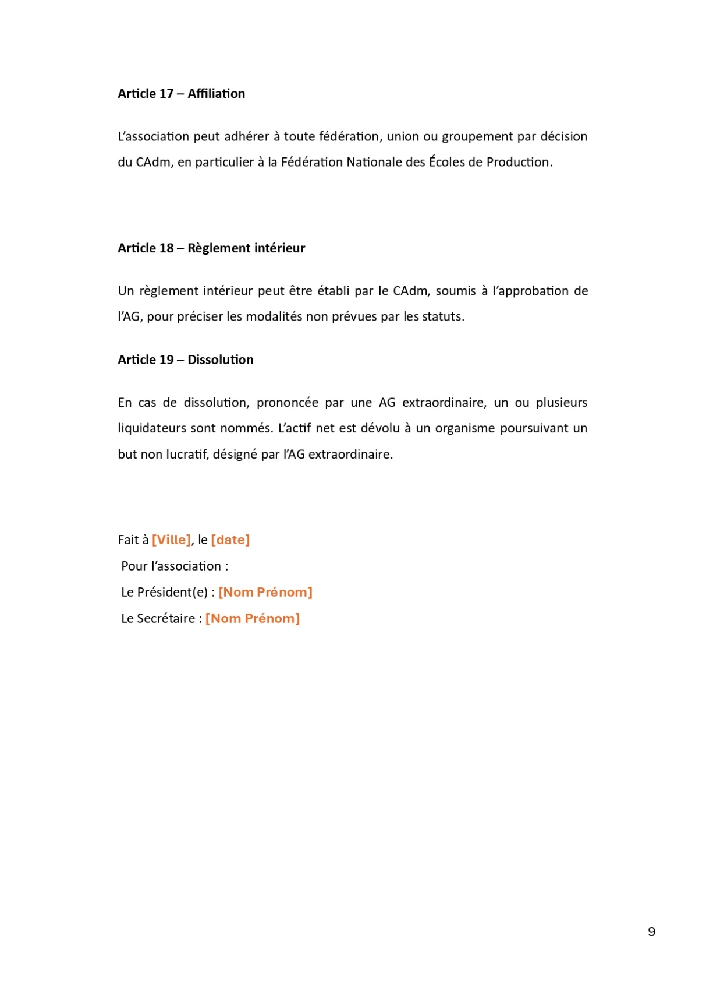 Article 17 – Affiliation
L’association peut adhérer à toute fédération, union ou groupement par décision
du CAdm, en particulier à la Fédération Nationale des Écoles de Production.
Article 18 – Règlement intérieur
Un règlement intérieur peut être établi par le CAdm, soumis à l’approbation de
l’AG, pour préciser les modalités non prévues par les statuts.
Article 19 – Dissolution
En cas de dissolution, prononcée par une AG extraordinaire, un ou plusieurs
liquidateurs sont nommés. L’actif net est dévolu à un organisme poursuivant un
but non lucratif, désigné par l’AG extraordinaire.
Fait à [Ville], le [date]
Pour l’association :
Le Président(e) : [Nom Prénom]
Le Secrétaire : [Nom Prénom]
9